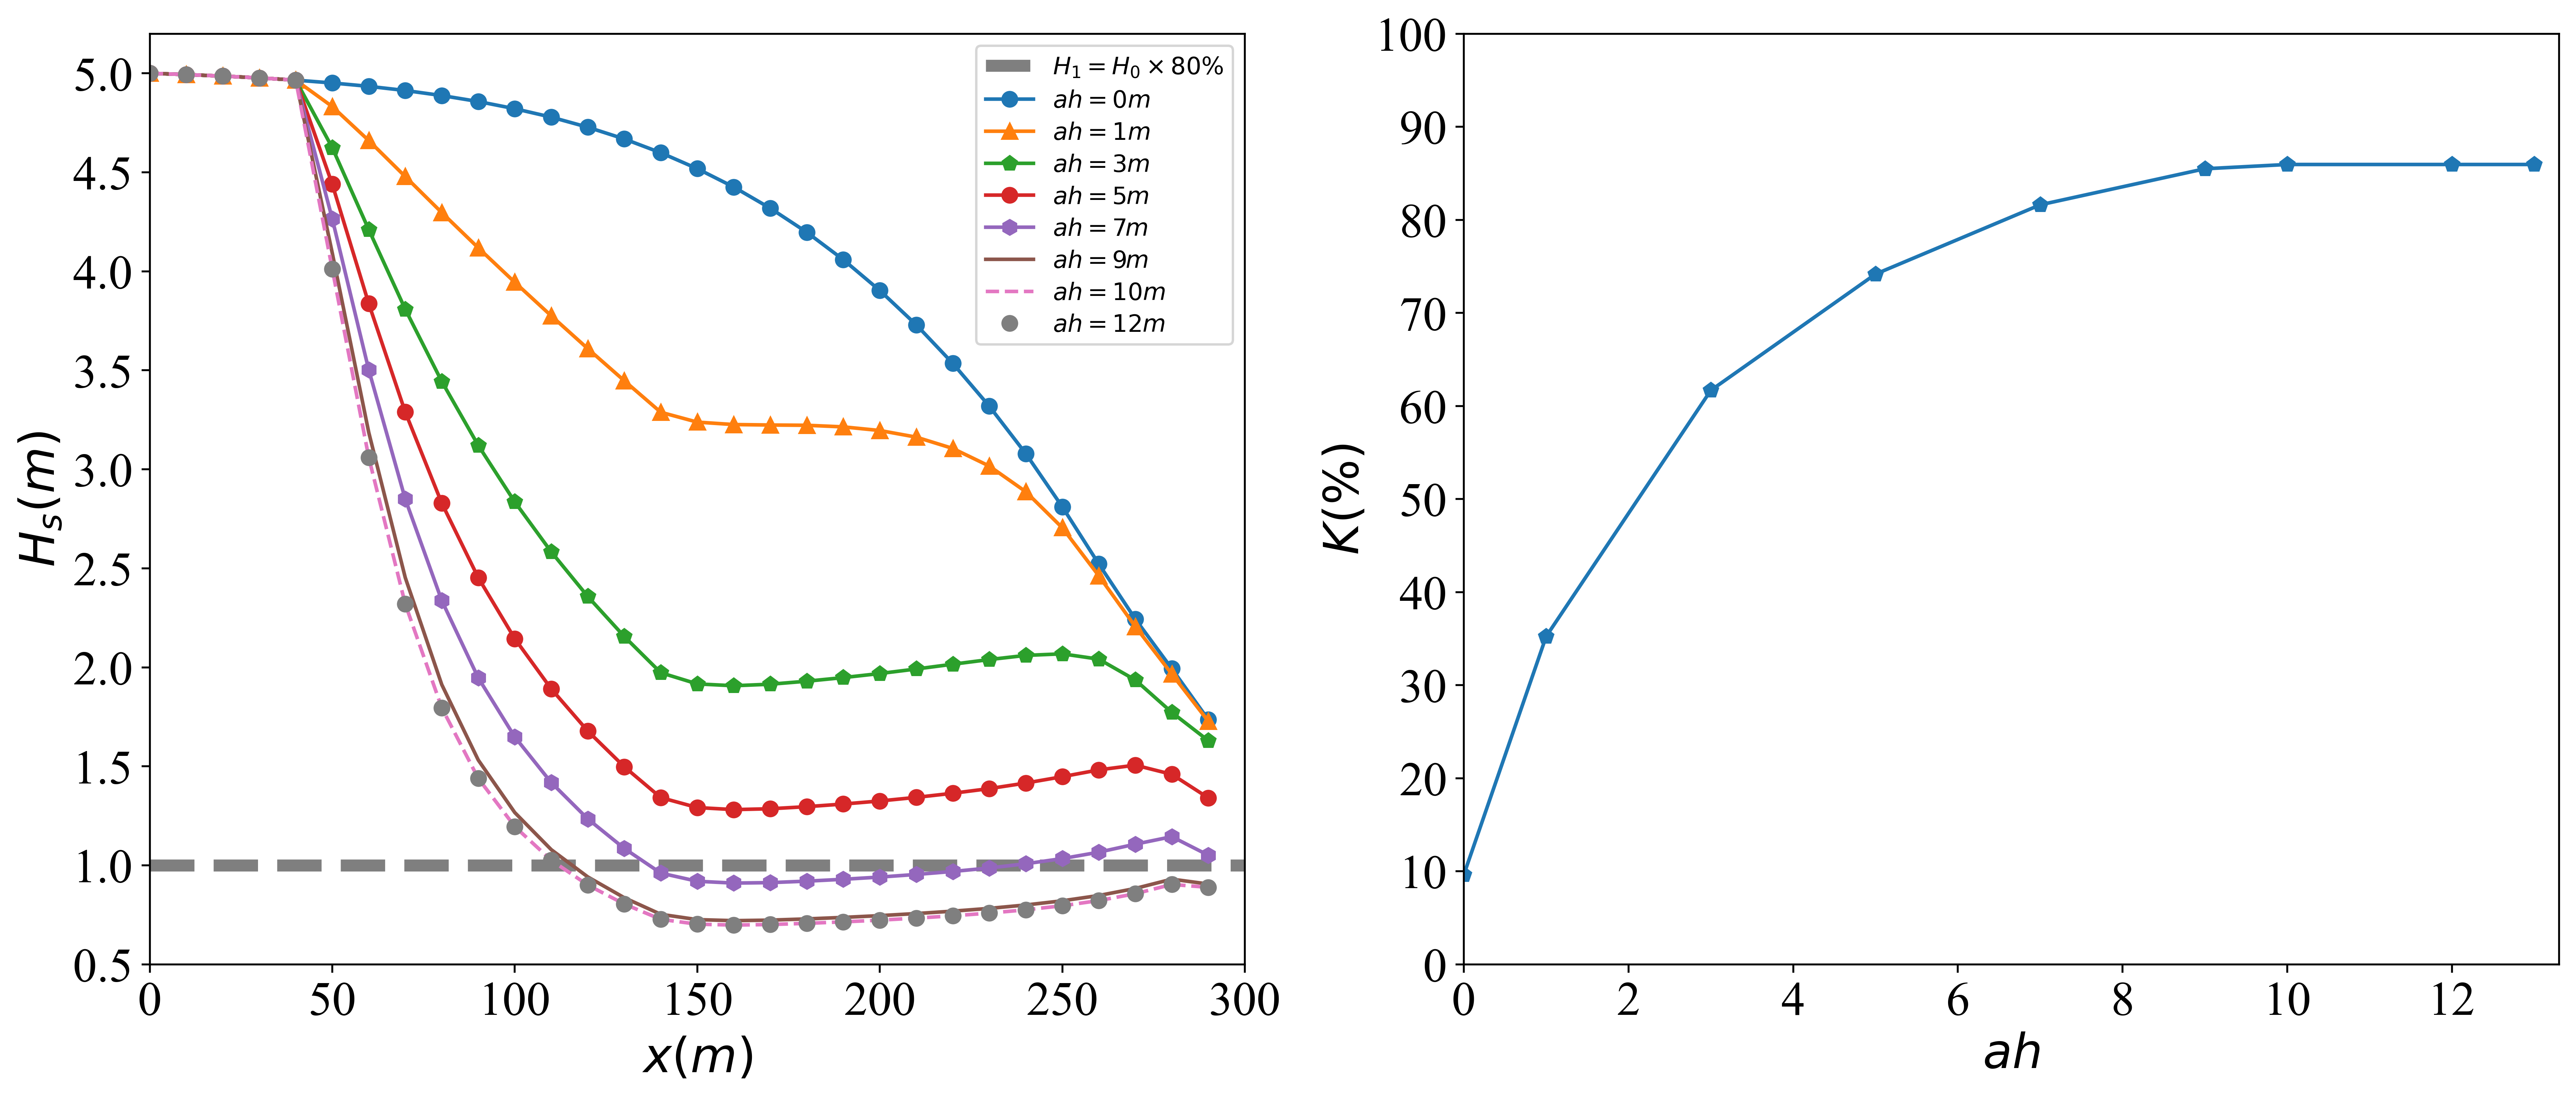 5.0
4.5
4.0
3.5
3.0
2.5
2.0
1.5
1.0
0.5
H_s(m)
0 50 100 150 200 250 300
x(m)
H_1 = H_0 × 80%
ah = 0m
ah = 1m
ah = 3m
ah = 5m
ah = 7m
ah = 9m
ah = 10m
ah = 12m
100
90
80
70
60
50
40
30
20
10
0
K(%)
0 2 4 6 8 10 12
ah